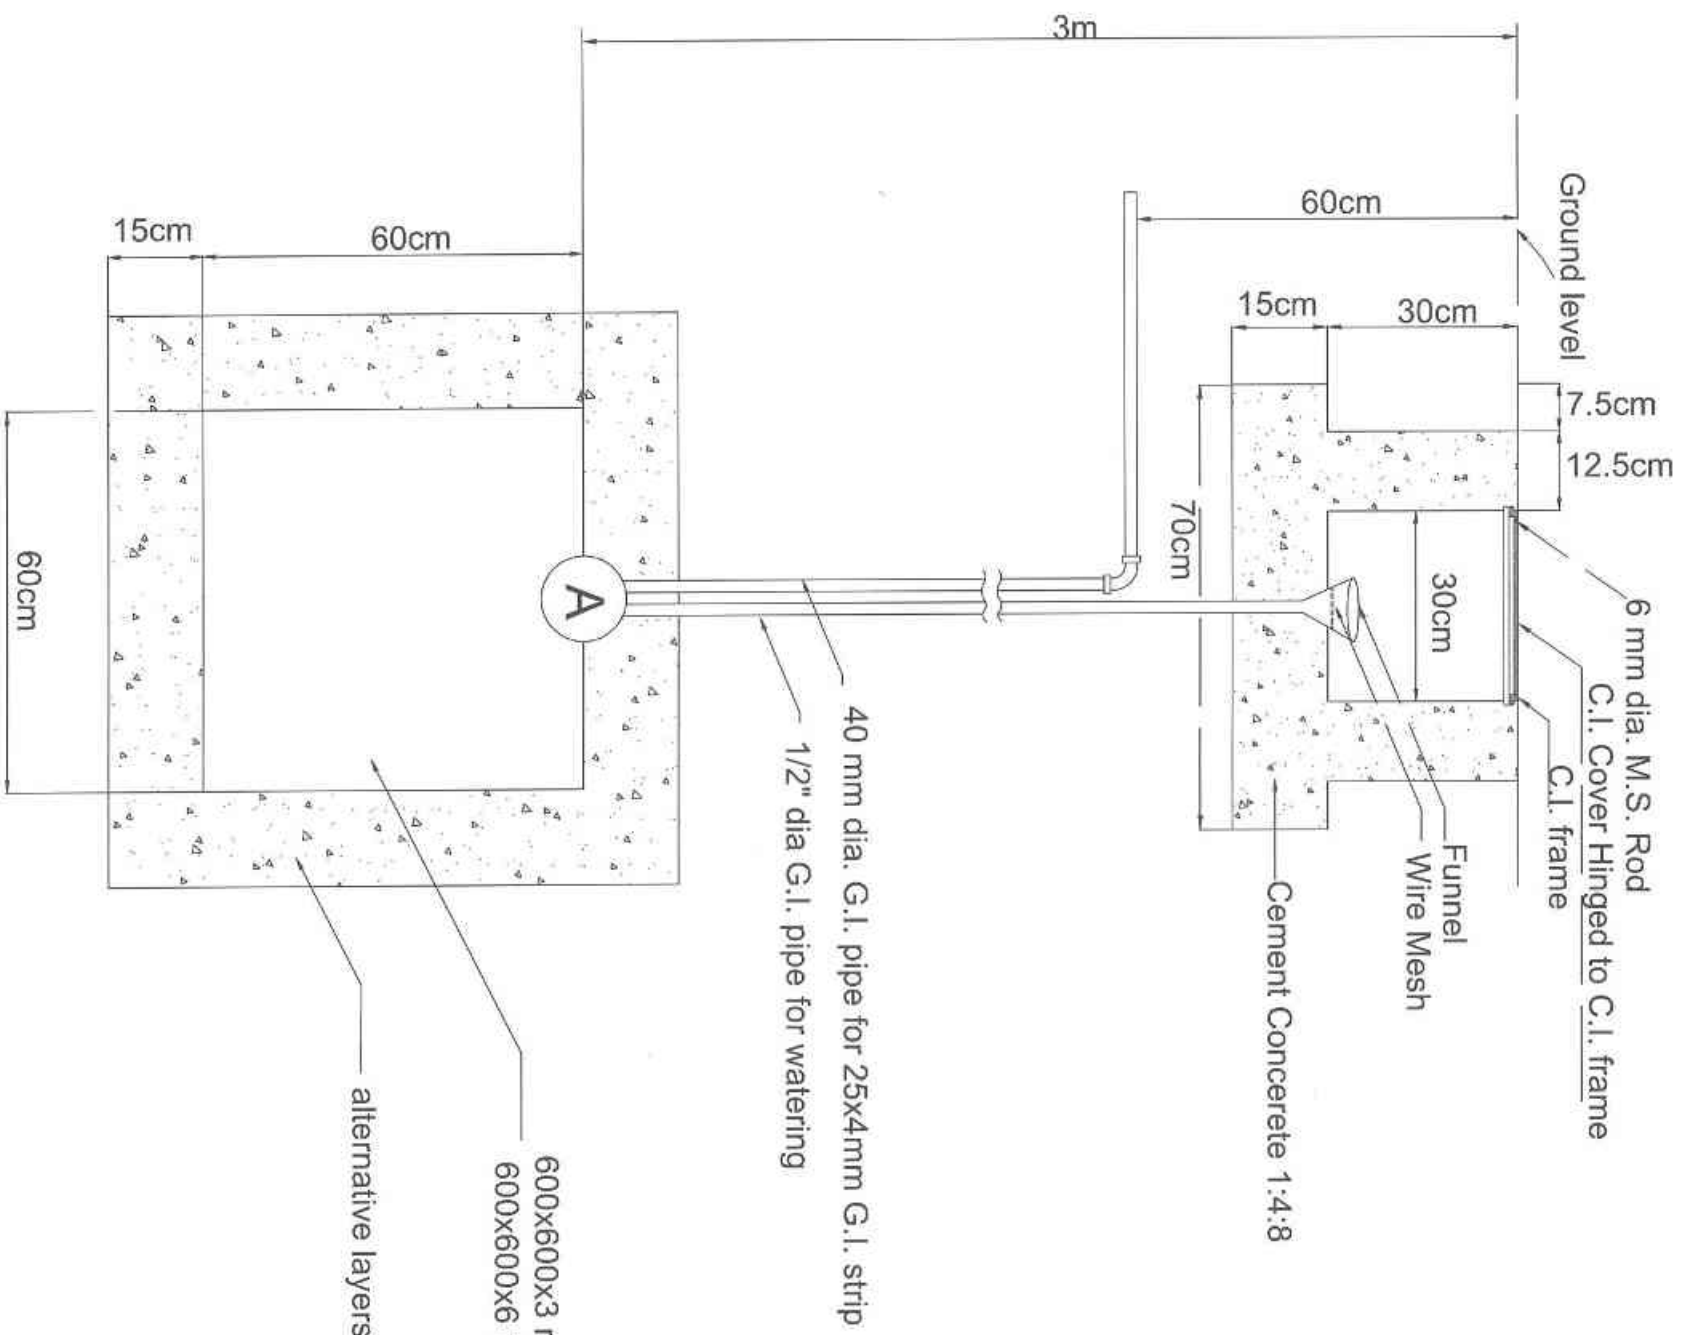 6 mm dia. M.S. Rod
C.I. Cover Hinged to C.I. frame
C.I. frame
Ground level
7.5cm
12.5cm
30cm
15cm
30cm
60cm
3m
70cm
Funnel
Wire Mesh
Cement Concerete 1:4:8
40 mm dia. G.I. pipe for 25x4mm G.I. strip
1/2" dia G.I. pipe for watering
A
60cm
15cm
60cm
600x600x3
600x600x6
alternative layers